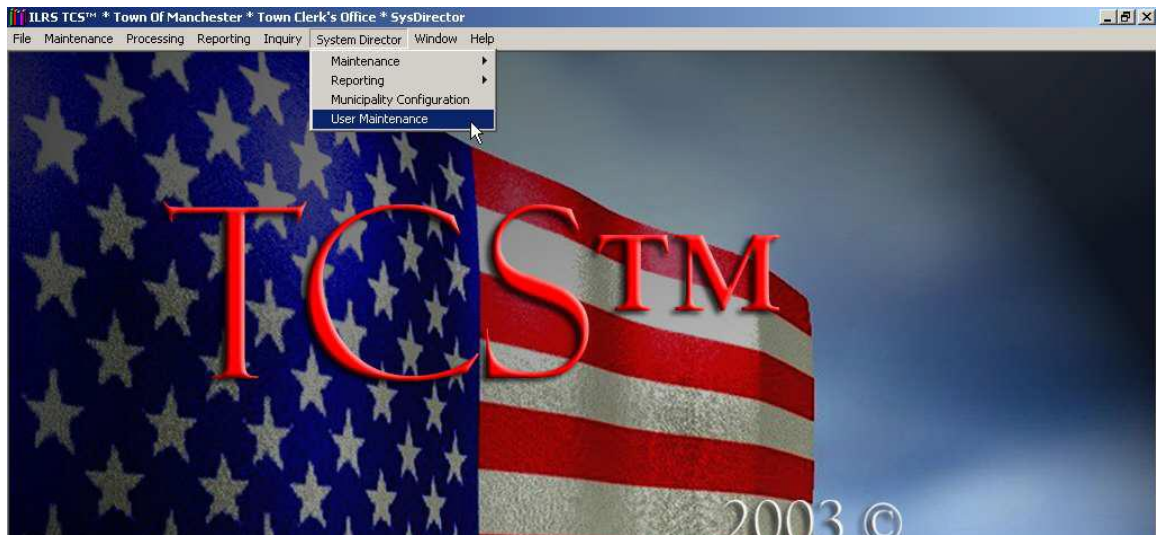 ILRS TCS™ * Town Of Manchester * Town Clerk's Office * SysDirector
File Maintenance Processing Reporting Inquiry System Director Window Help
Maintenance
Reporting
Municipality Configuration
User Maintenance
TCS™
2003 ©